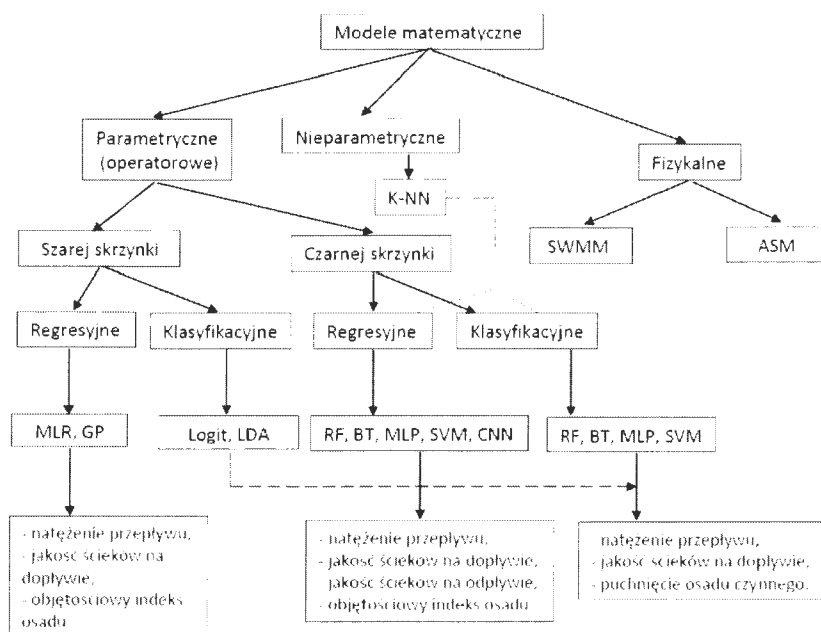 Modele matematyczne
Parametryczne
(operatorowe)
Nieparametryczne
Fizykalne
K-NN
SWMM
ASM
Szarej skrzynki
Czarnej skrzynki
Regresyjne
Klasyfikacyjne
Regresyjne
Klasyfikacyjne
MLR, GP
Logit, LDA
RF, BT, MLP, SVM, CNN
RF, BT, MLP, SVM
- natężenie przepływu,
- jakość ścieków na
dopływie,
- objętościowy indeks
osadu
- natężenie przepływu,
- jakość ścieków na dopływie,
jakość ścieków na odpływie,
- objętościowy indeks osadu
natężenie przepływu,
- jakość ścieków na dopływie,
- puchnięcie osadu czynnego.